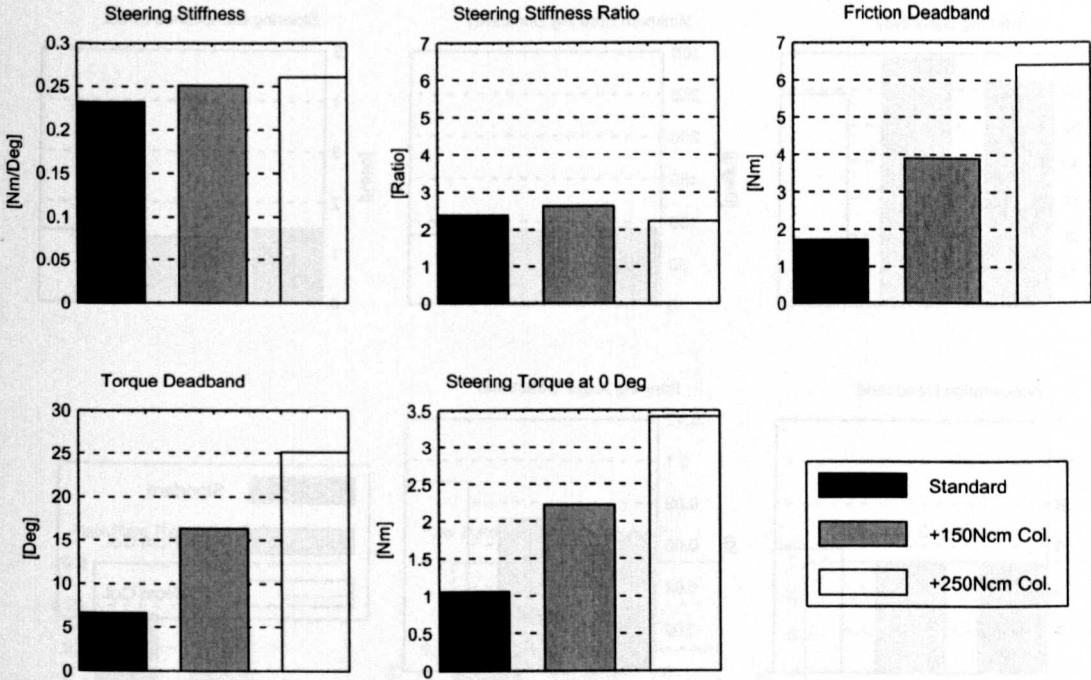 Steering Stiffness
[Nm/Deg]
0.3
0.25
0.2
0.15
0.1
0.05
0
Steering Stiffness Ratio
[Ratio]
7
6
5
4
3
2
1
0
Friction Deadband
[Nm]
7
6
5
4
3
2
1
0
Torque Deadband
[Deg]
30
25
20
15
10
5
0
Steering Torque at 0 Deg
[Nm]
3.5
3
2.5
2
1.5
1
0.5
0
Standard
+150Ncm Col.
+250Ncm Col.